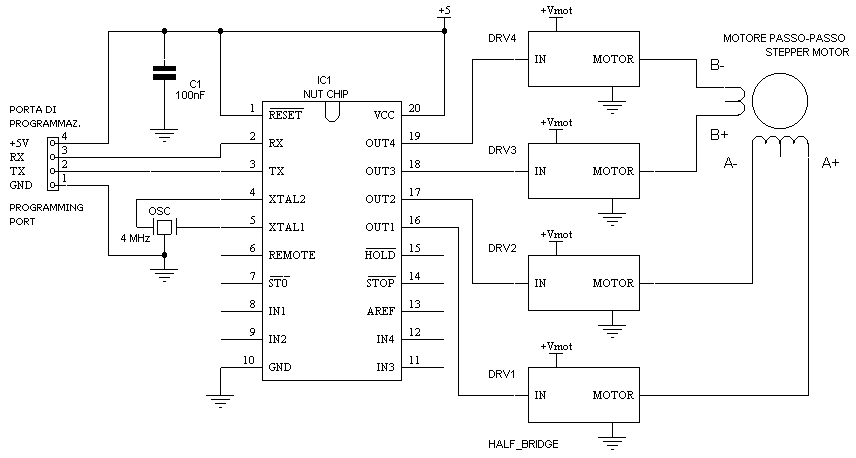 +5
+Vmot
DRV4
IN
MOTOR
MOTORE PASSO-PASSO
STEPPER MOTOR
B-
B+
A-
A+
C1
100nF
IC1
NUT CHIP
PORTA DI
PROGRAMMAZ.
+5V 4
RX 3
TX 2
GND 1
PROGRAMMING
PORT
OSC
4 MHz
1 RESET
2 RX
3 TX
4 XTAL2
5 XTAL1
6 REMOTE
7 ST0
8 IN1
9 IN2
10 GND
VCC 20
OUT4 19
OUT3 18
OUT2 17
OUT1 16
HOLD 15
STOP 14
AREF 13
IN4 12
IN3 11
+Vmot
DRV3
IN
MOTOR
+Vmot
DRV2
IN
MOTOR
+Vmot
DRV1
IN
MOTOR
HALF_BRIDGE